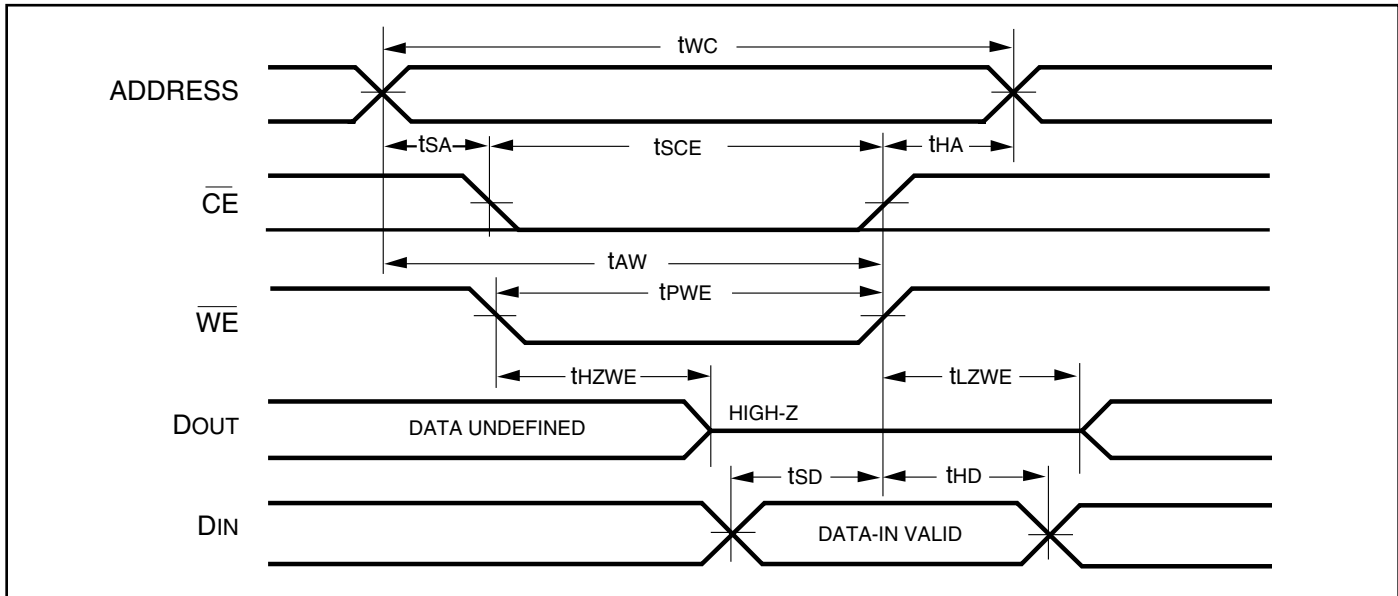 tWC
ADDRESS
tSA
tSCE
tHA
CE
tAW
tPWE
WE
tHZWE
tLZWE
DOUT
DATA UNDEFINED
HIGH-Z
tSD
tHD
DIN
DATA-IN VALID